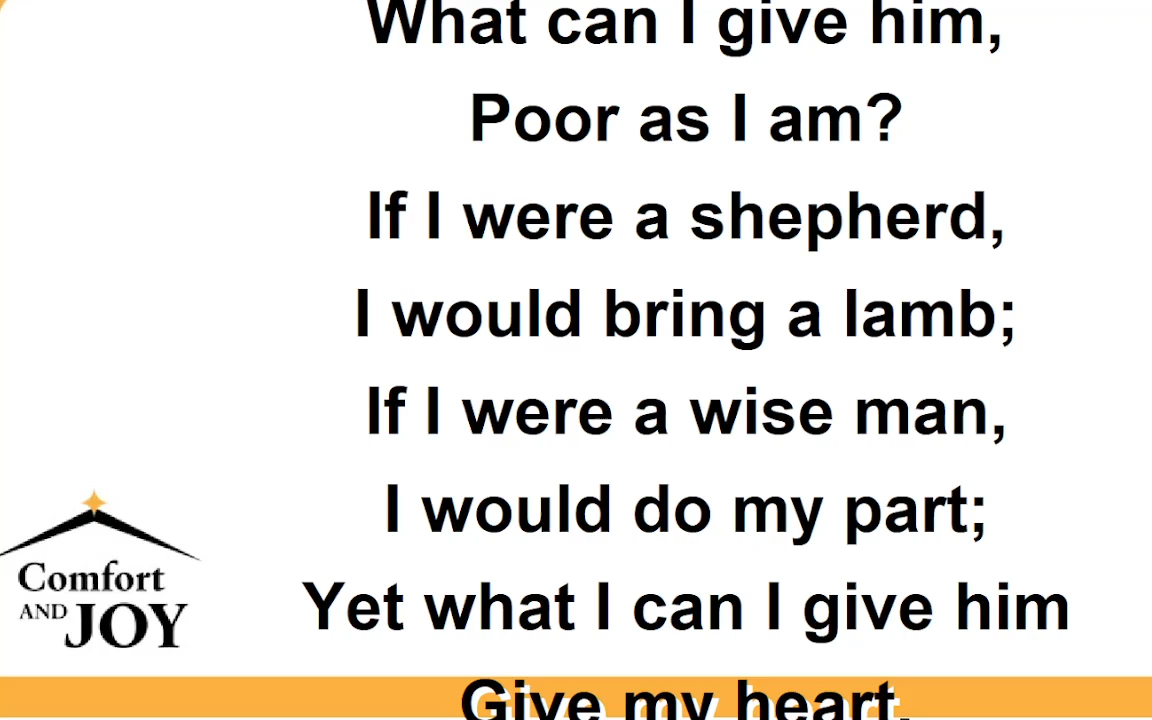 What can I give him,
Poor as I am?
If I were a shepherd,
I would bring a lamb;
If I were a wise man,
I would do my part;
Yet what I can I give him
Give my heart.
Comfort
AND JOY